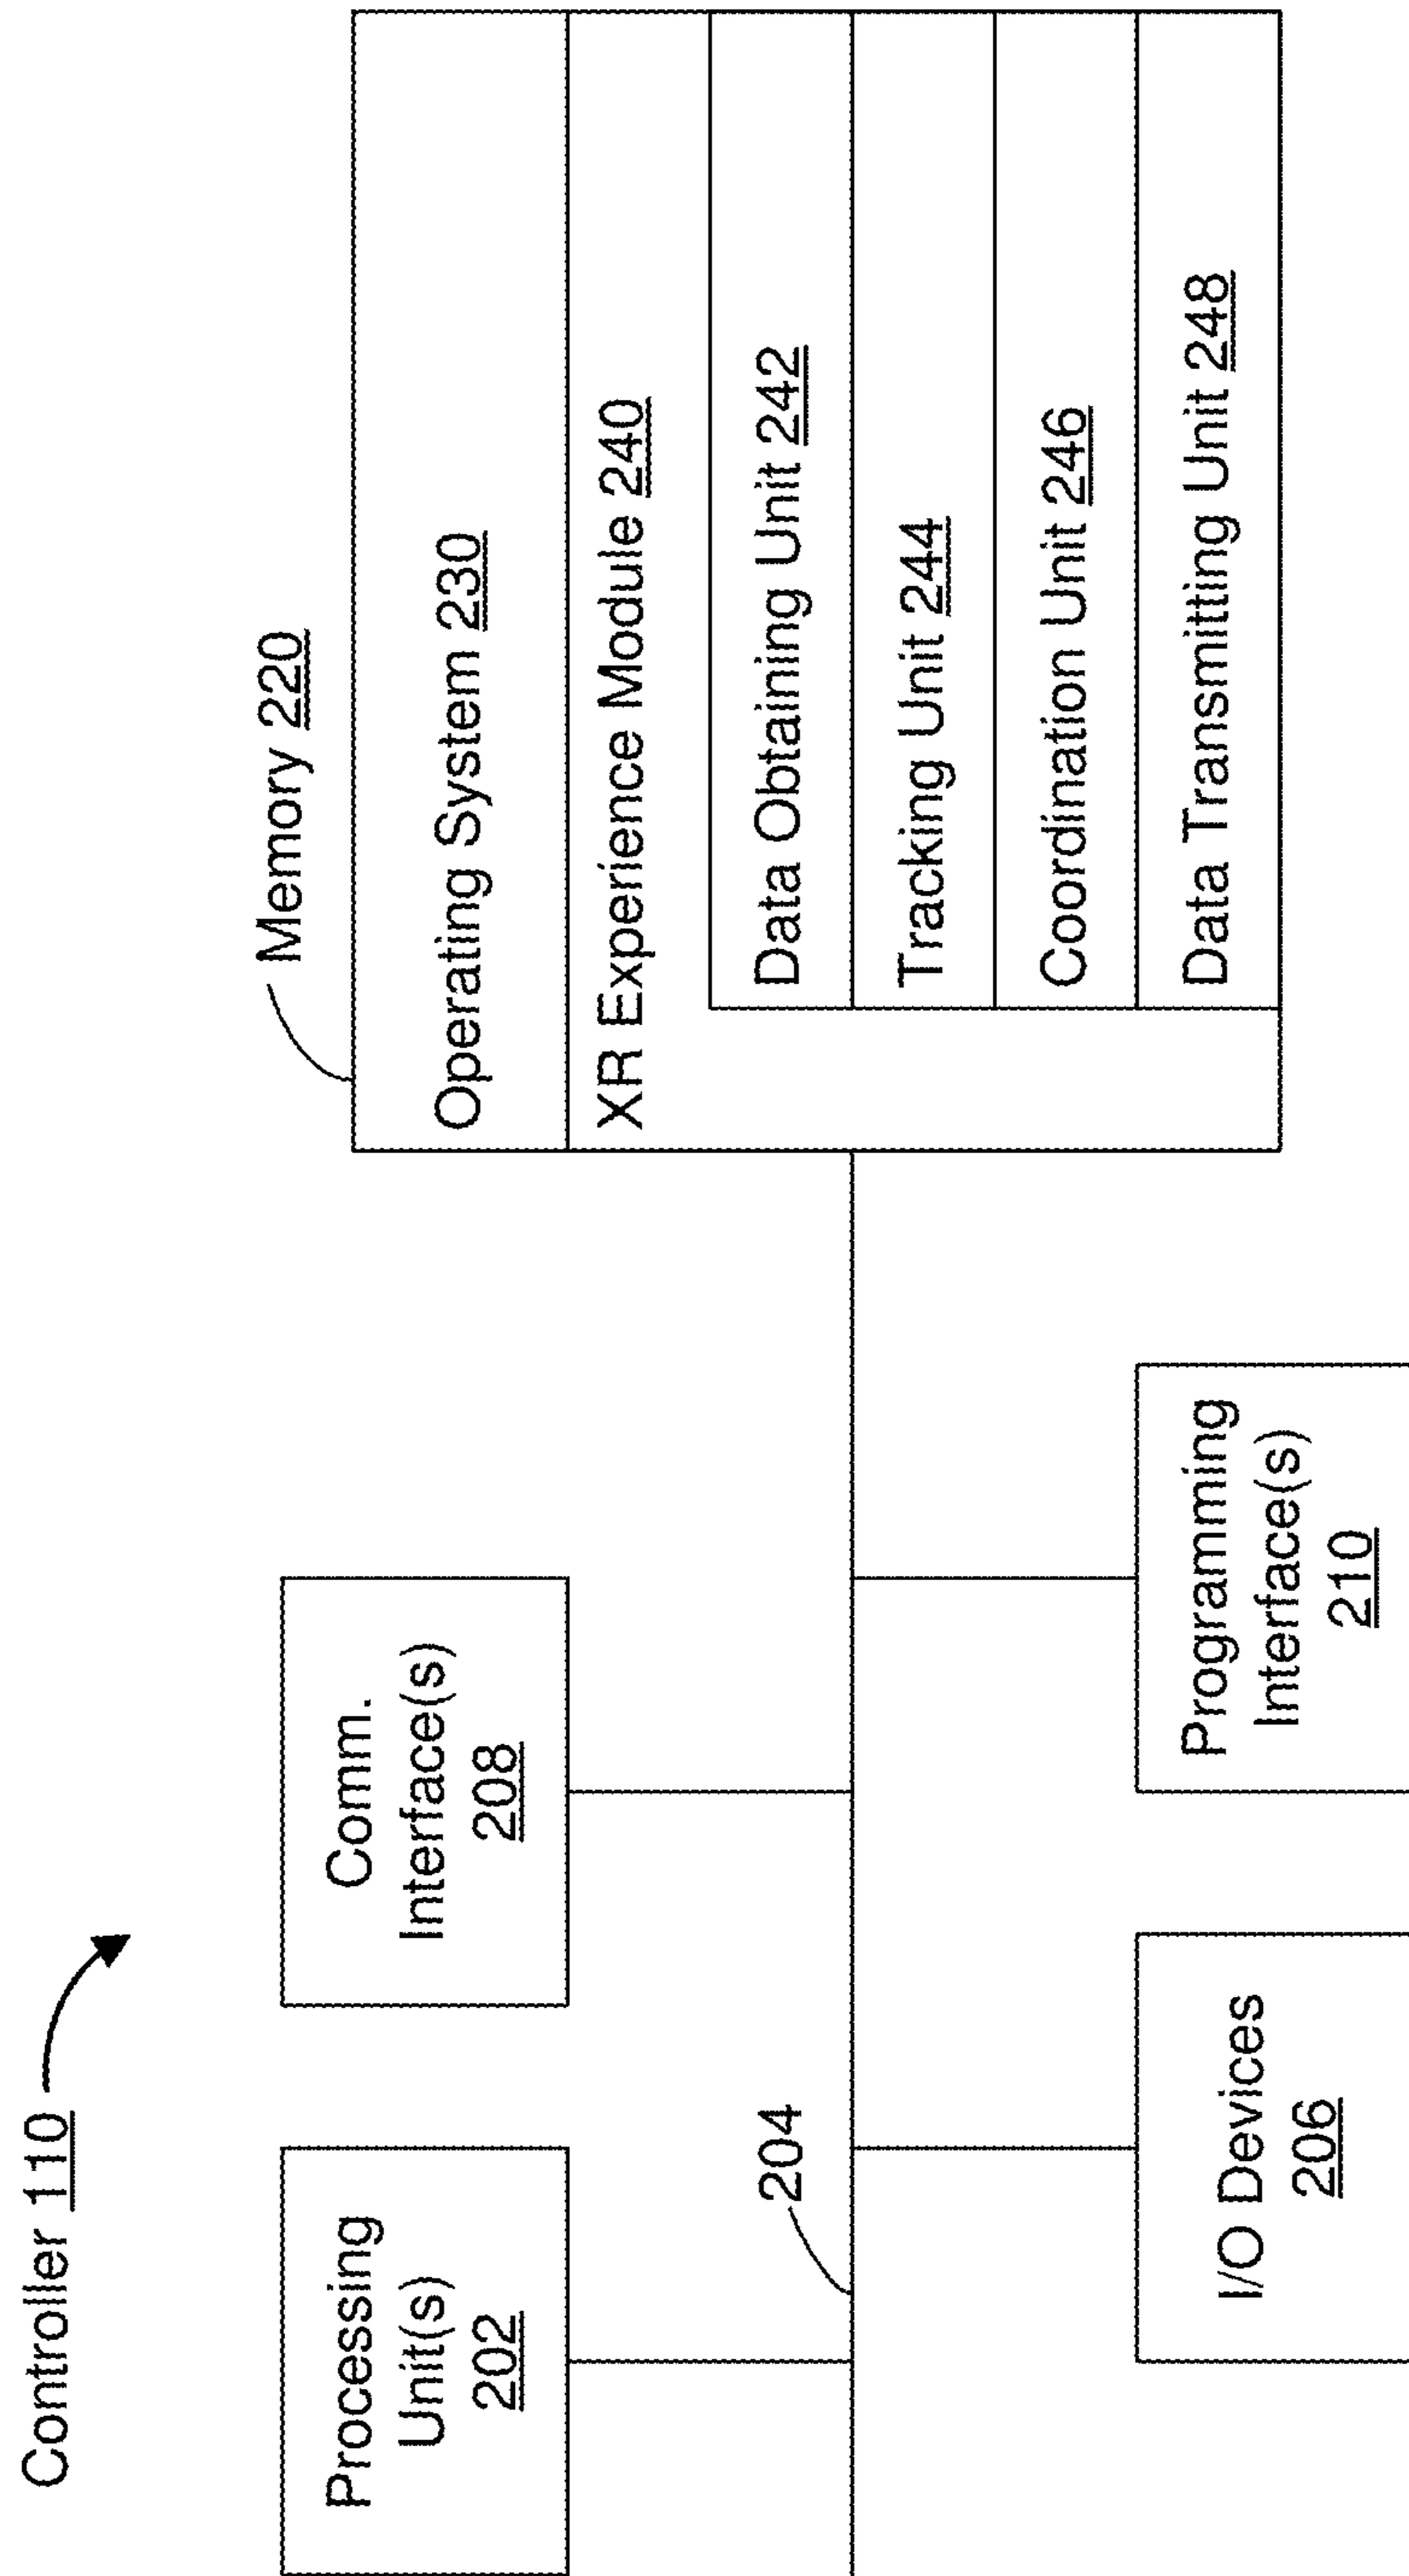 Controller 110
Processing
Unit(s)
202
Comm.
Interface(s)
208
204
I/O Devices
206
Programming
Interface(s)
210
Memory 220
Operating System 230
XR Experience Module 240
Data Obtaining Unit 242
Tracking Unit 244
Coordination Unit 246
Data Transmitting Unit 248